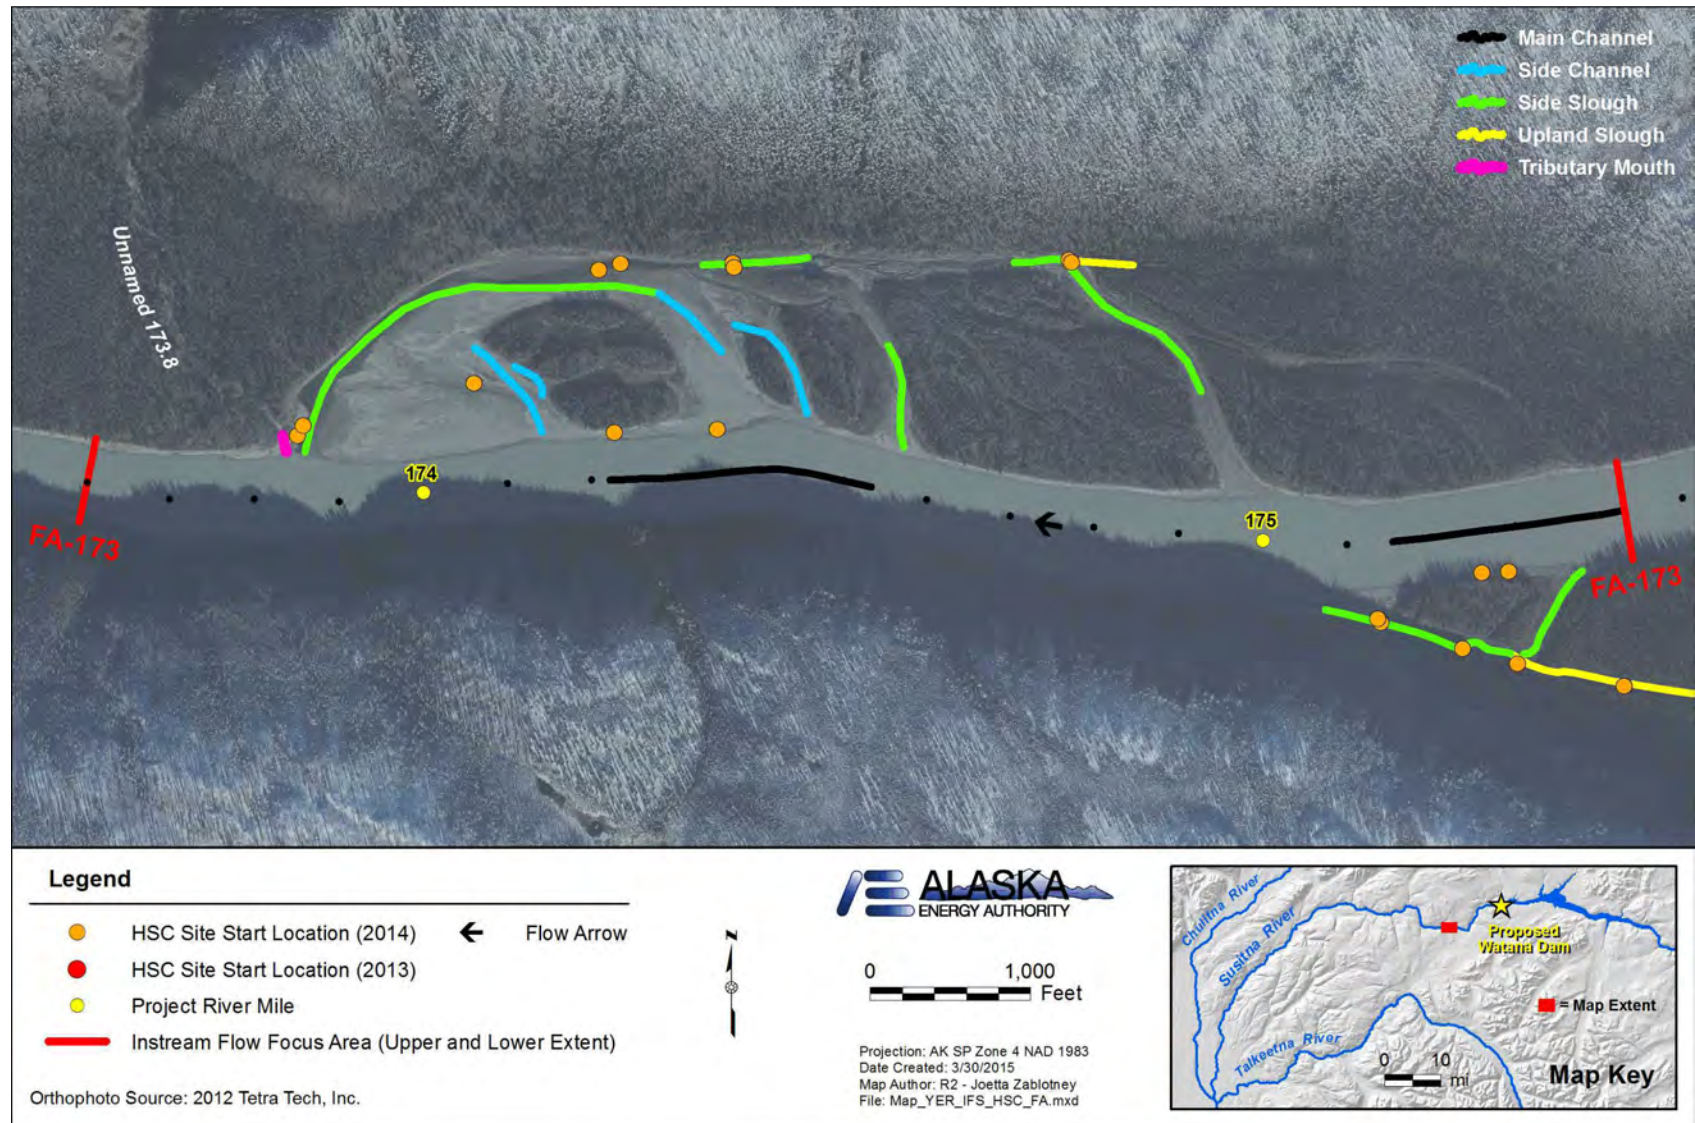 Main Channel
Side Channel
Side Slough
Upland Slough
Tributary Mouth
Unnamed 173.8
174
175
FA-173
FA-173
Legend
HSC Site Start Location (2014)
Flow Arrow
HSC Site Start Location (2013)
Project River Mile
Instream Flow Focus Area (Upper and Lower Extent)
Orthophoto Source: 2012 Tetra Tech, Inc.
N
ALASKA
ENERGY AUTHORITY
0 1,000
Feet
Projection: AK SP Zone 4 NAD 1983
Date Created: 3/30/2015
Map Author: R2 - Joetta Zablotney
File: Map_YER_IFS_HSC_FA.mxd
Chulitna River
Susitna River
Talkeetna River
Proposed
Watana Dam
= Map Extent
0 10
mi
Map Key